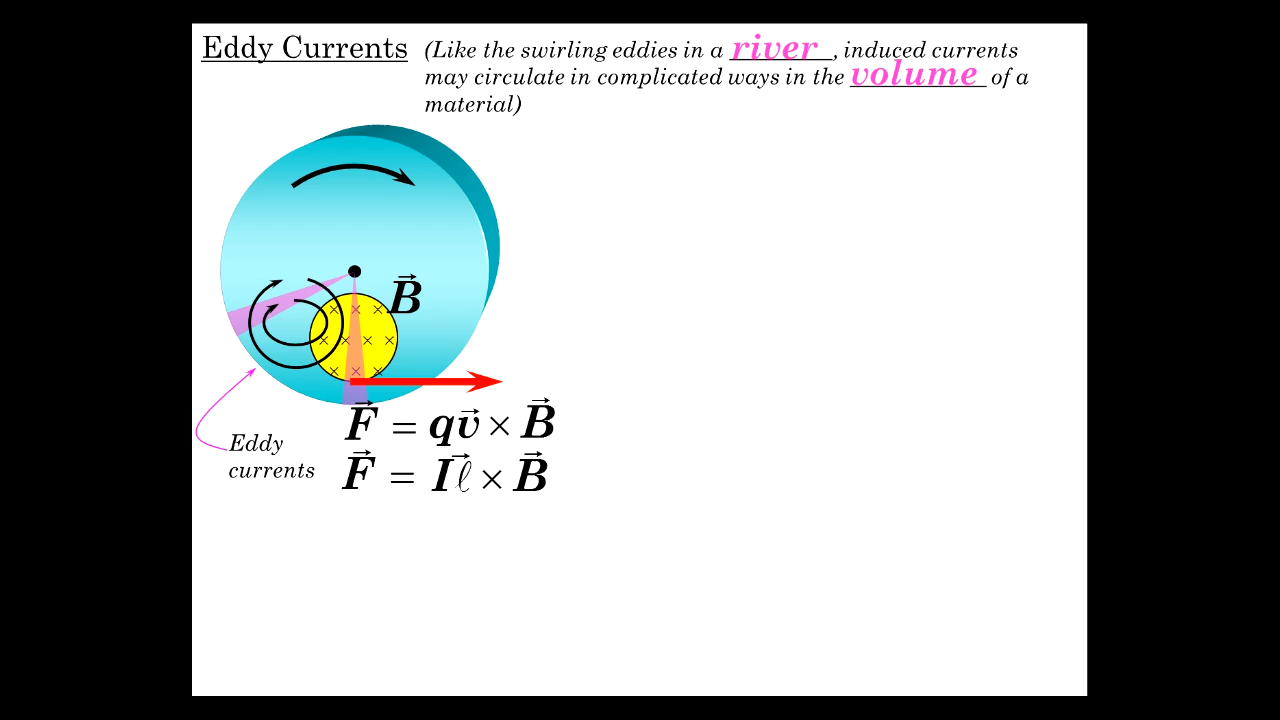 Eddy Currents (Like the swirling eddies in a river, induced currents
may circulate in complicated ways in the volume of a
material)
B⃗
× × ×
× × × ×
× × ×
F⃗ = qv⃗ × B⃗
Eddy
currents
F⃗ = Iℓ⃗ × B⃗